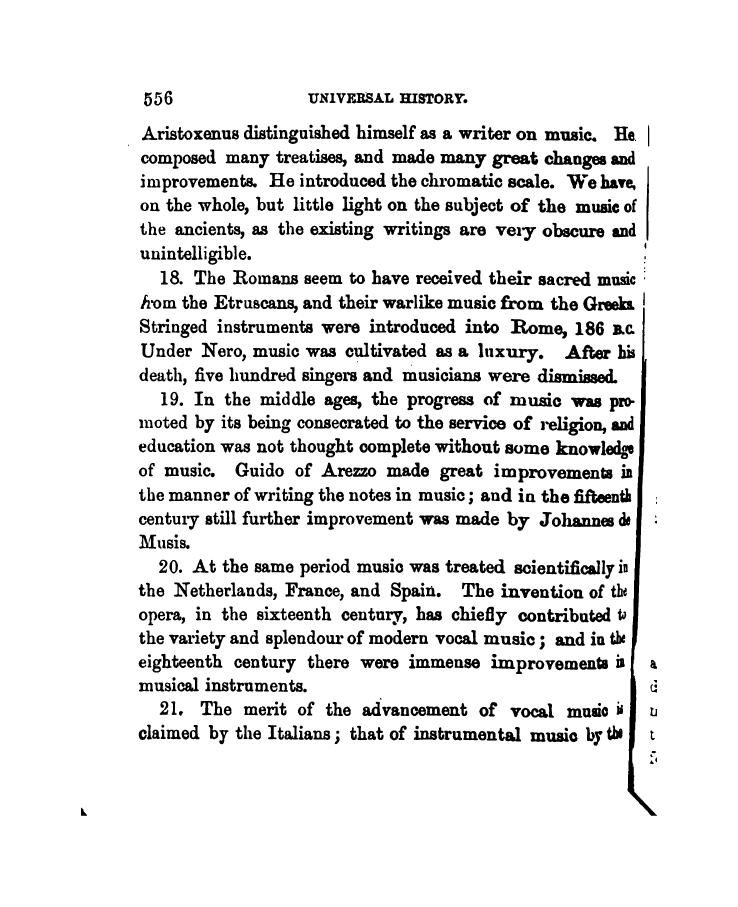 556 UNIVERSAL HISTORY.
Aristoxenus distinguished himself as a writer on music. He
composed many treatises, and made many great changes and
improvements. He introduced the chromatic scale. We have,
on the whole, but little light on the subject of the music of
the ancients, as the existing writings are very obscure and
unintelligible.
18. The Romans seem to have received their sacred music
from the Etruscans, and their warlike music from the Greeks.
Stringed instruments were introduced into Rome, 186 B.C.
Under Nero, music was cultivated as a luxury. After his
death, five hundred singers and musicians were dismissed.
19. In the middle ages, the progress of music was pro-
moted by its being consecrated to the service of religion, and
education was not thought complete without some knowledge
of music. Guido of Arezzo made great improvements in
the manner of writing the notes in music; and in the fifteenth
century still further improvement was made by Johannes de
Musis.
20. At the same period music was treated scientifically in
the Netherlands, France, and Spain. The invention of the
opera, in the sixteenth century, has chiefly contributed to
the variety and splendour of modern vocal music; and in the
eighteenth century there were immense improvements in
musical instruments.
21. The merit of the advancement of vocal music is
claimed by the Italians; that of instrumental music by the